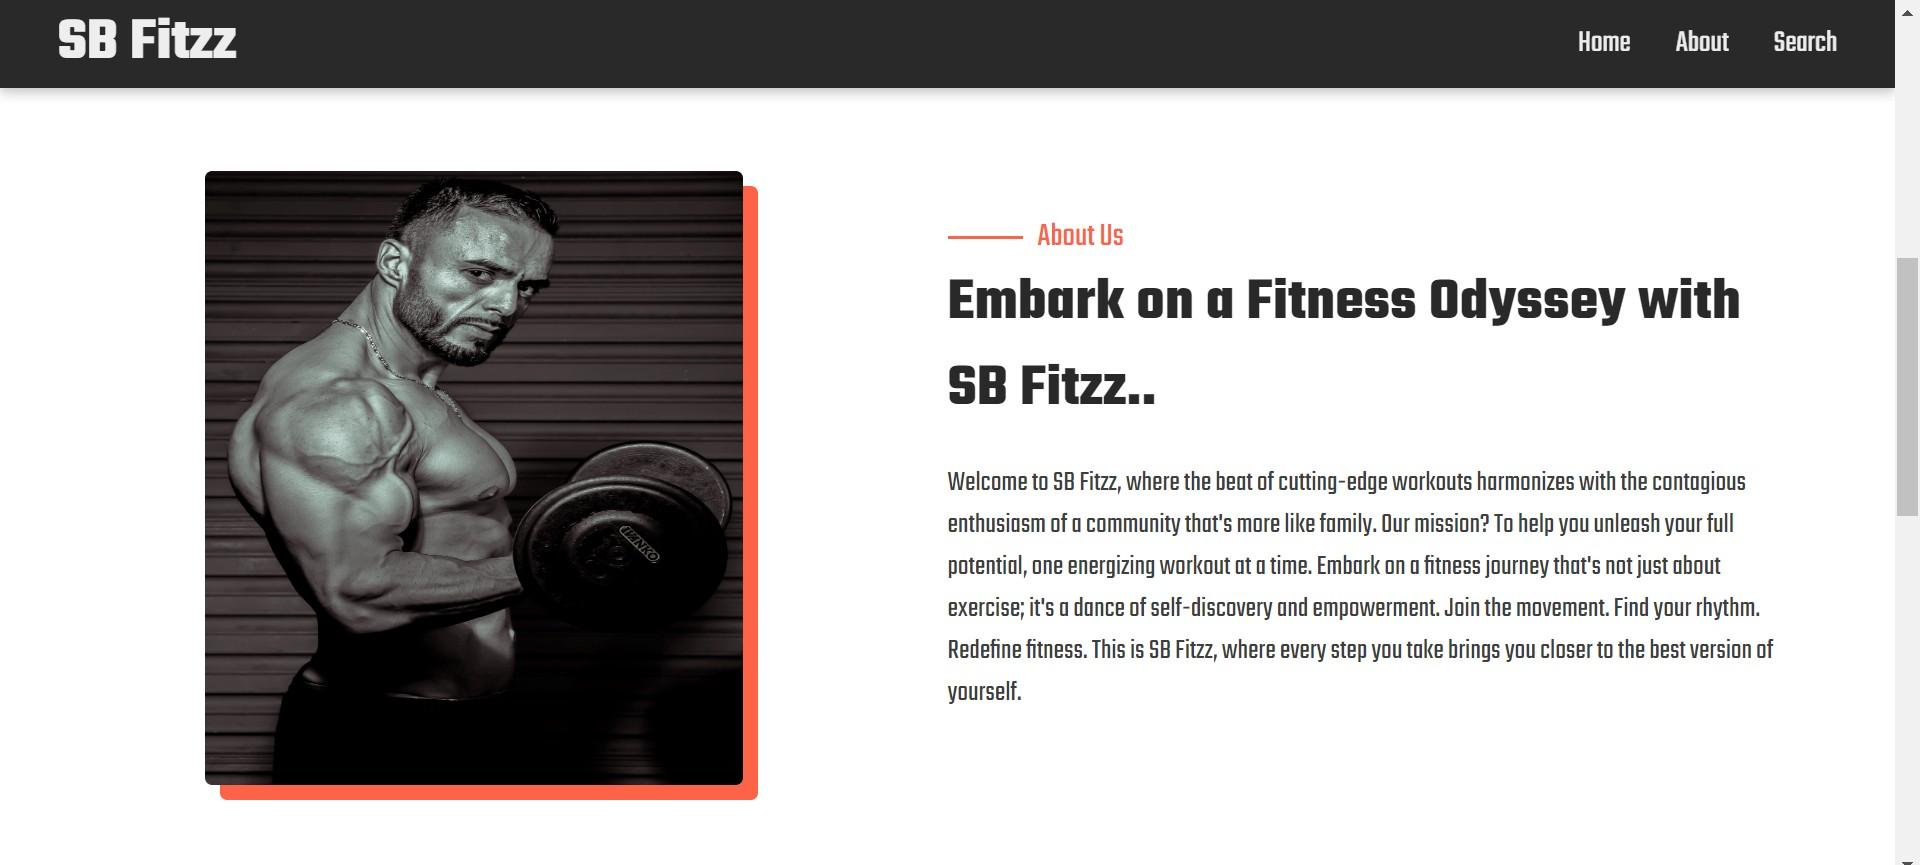 SB Fitzz
Home About Search
About Us
Embark on a Fitness Odyssey with
SB Fitzz..
Welcome to SB Fitzz, where the beat of cutting-edge workouts harmonizes with the contagious
enthusiasm of a community that's more like family. Our mission? To help you unleash your full
potential, one energizing workout at a time. Embark on a fitness journey that's not just about
exercise; it's a dance of self-discovery and empowerment. Join the movement. Find your rhythm.
Redefine fitness. This is SB Fitzz, where every step you take brings you closer to the best version of
yourself.